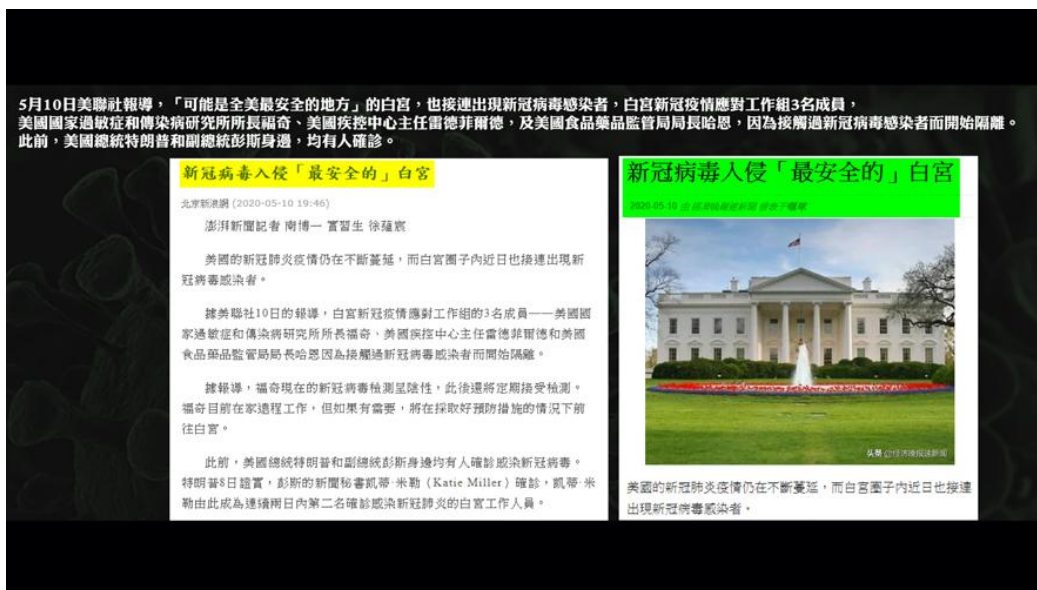 5月10日美聯社報導，「可能是全美最安全的地方」的白宮，也接連出現新冠病毒感染者，白宮新冠疫情應對工作組3名成員，
美國國家過敏症和傳染病研究所所長福奇、美國疾控中心主任雷德菲爾德，及美國食品藥品監管局局長哈恩，因為接觸過新冠病毒感染者而開始隔離。
此前，美國總統特朗普和副總統彭斯身邊，均有人確診。
新冠病毒入侵「最安全的」白宮
北京新浪網 (2020-05-10 19:46)
澎湃新聞記者 南博一 實習生 徐蘊宸
美國的新冠肺炎疫情仍在不斷蔓延，而白宮圈子內近日也接連出現新
冠病毒感染者。
據美聯社10日的報導，白宮新冠疫情應對工作組的3名成員——美國國
家過敏症和傳染病研究所所長福奇、美國疾控中心主任雷德菲爾德和美國
食品藥品監管局局長哈恩因為接觸過新冠病毒感染者而開始隔離。
據報導，福奇現在的新冠病毒檢測呈陰性，此後還將定期接受檢測。
福奇目前在家遠程工作，但如果有需要，將在採取好預防措施的情況下前
往白宮。
此前，美國總統特朗普和副總統彭斯身邊均有人確診感染新冠病毒。
特朗普8日證實，彭斯的新聞秘書凱蒂·米勒（Katie Miller）確診，凱蒂·米
勒由此成為連續兩日內第二名確診感染新冠肺炎的白宮工作人員。
新冠病毒入侵「最安全的」白宮
2020-05-10 由 經濟晚報速新聞 發表于
头条 @经济晚报速新闻
美國的新冠肺炎疫情仍在不斷蔓延，而白宮圈子內近日也接連
出現新冠病毒感染者。